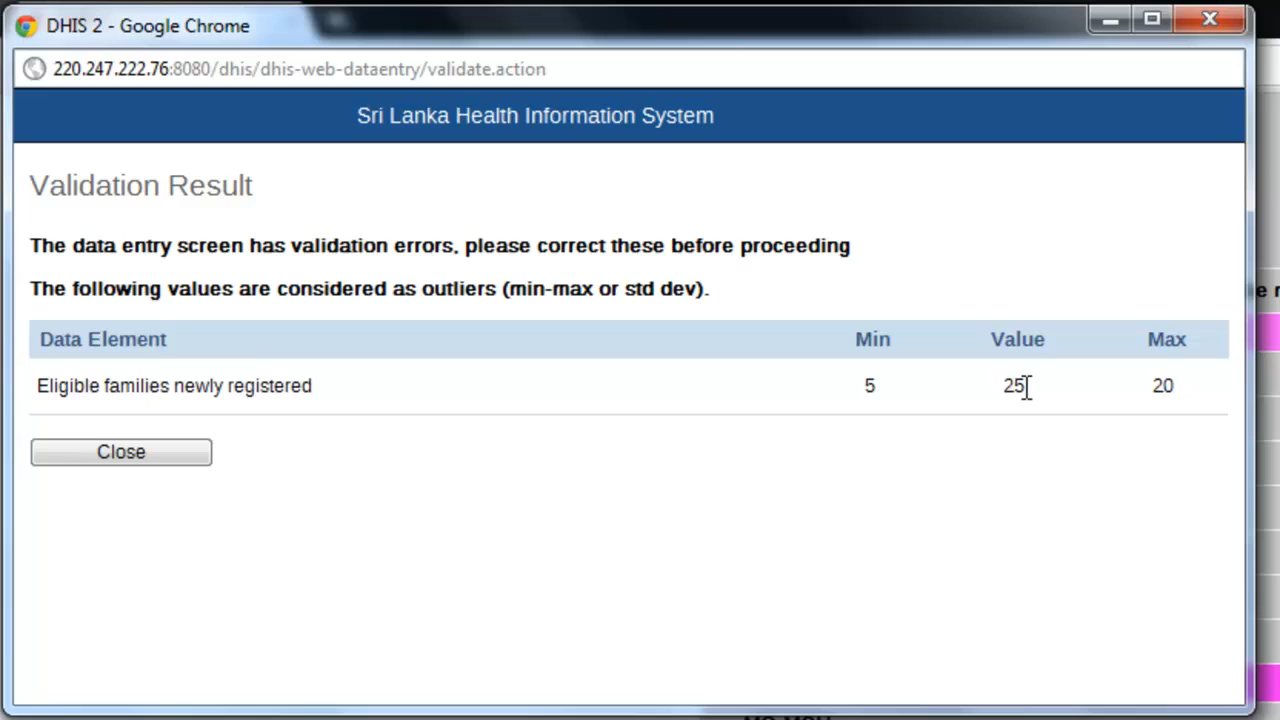 DHIS 2 - Google Chrome
220.247.222.76:8080/dhis/dhis-web-dataentry/validate.action
Sri Lanka Health Information System
Validation Result
The data entry screen has validation errors, please correct these before proceeding
The following values are considered as outliers (min-max or std dev).
Data Element Min Value Max
Eligible families newly registered 5 25 20
Close